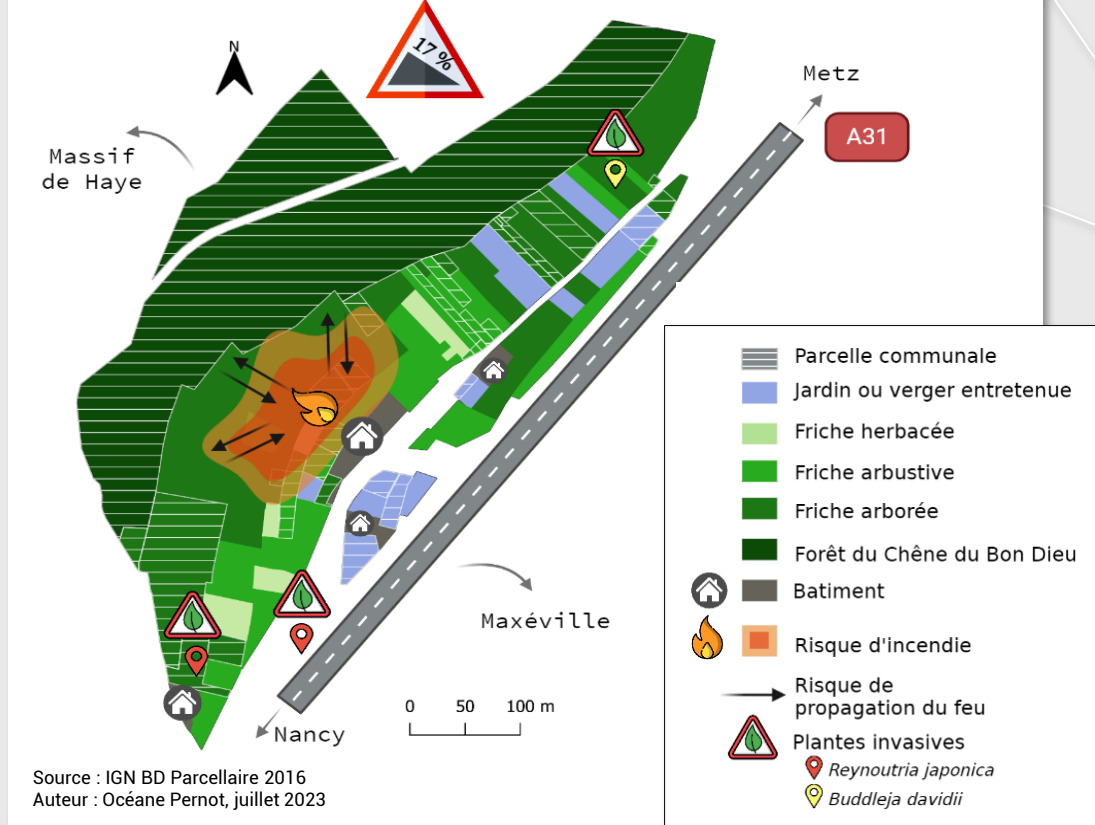 17 %
N
Metz
A31
Massif
de Haye
Parcelle communale
Jardin ou verger entretenue
Friche herbacée
Friche arbustive
Friche arborée
Forêt du Chêne du Bon Dieu
Batiment
Risque d'incendie
Risque de
propagation du feu
Plantes invasives
Reynoutria japonica
Buddleja davidii
Maxéville
0 50 100 m
Nancy
Source : IGN BD Parcellaire 2016
Auteur : Océane Pernot, juillet 2023